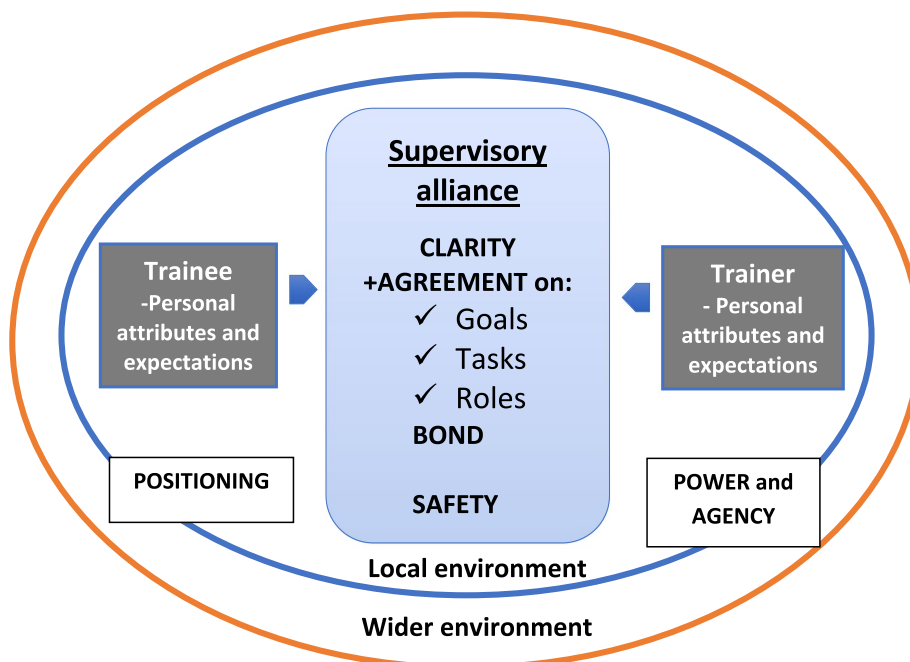 Supervisory
alliance
CLARITY
+AGREEMENT on:
✓ Goals
✓ Tasks
✓ Roles
BOND
SAFETY
Trainee
-Personal
attributes and
expectations
Trainer
- Personal
attributes and
expectations
POSITIONING
POWER and
AGENCY
Local environment
Wider environment